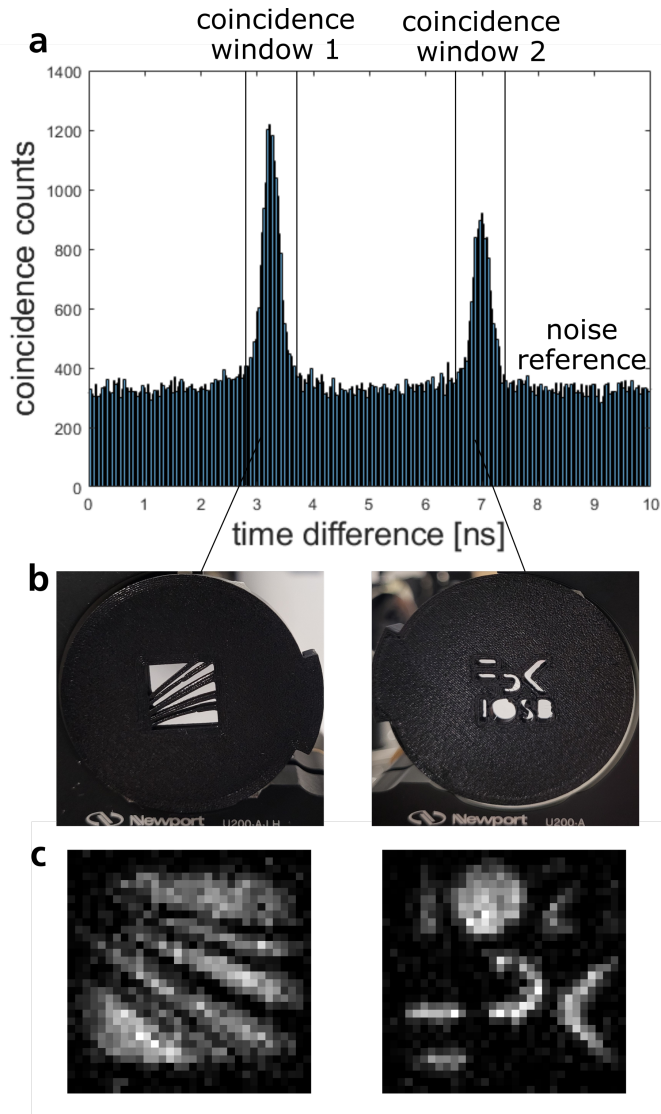 a
coincidence
window 1
coincidence
window 2
coincidence counts
1400
1200
1000
800
600
400
200
0
noise
reference
0 1 2 3 4 5 6 7 8 9 10
time difference [ns]
b
IOSB
Newport U200-A-LH
Newport U200-A
c